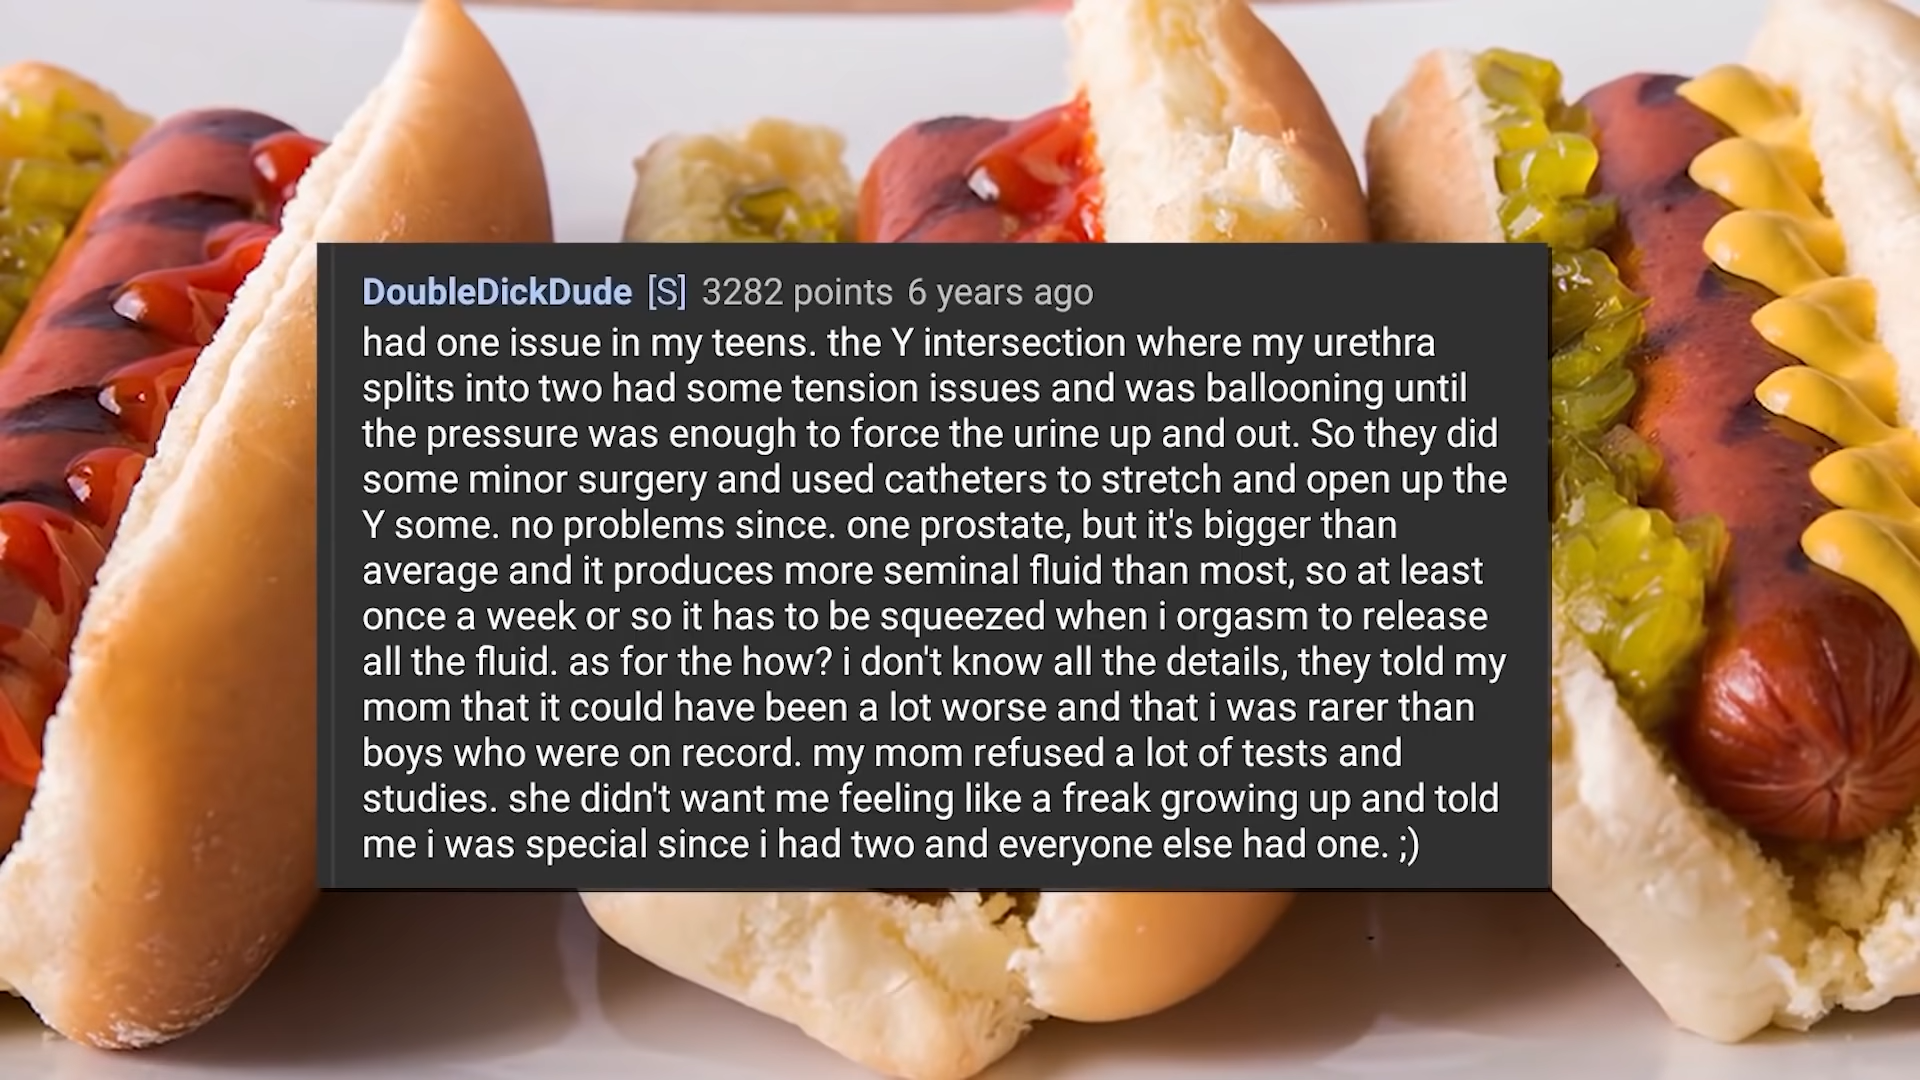 DoubleDickDude [S] 3282 points 6 years ago
had one issue in my teens. the Y intersection where my urethra
splits into two had some tension issues and was ballooning until
the pressure was enough to force the urine up and out. So they did
some minor surgery and used catheters to stretch and open up the
Y some. no problems since. one prostate, but it's bigger than
average and it produces more seminal fluid than most, so at least
once a week or so it has to be squeezed when i orgasm to release
all the fluid. as for the how? i don't know all the details, they told my
mom that it could have been a lot worse and that i was rarer than
boys who were on record. my mom refused a lot of tests and
studies. she didn't want me feeling like a freak growing up and told
me i was special since i had two and everyone else had one. ;)